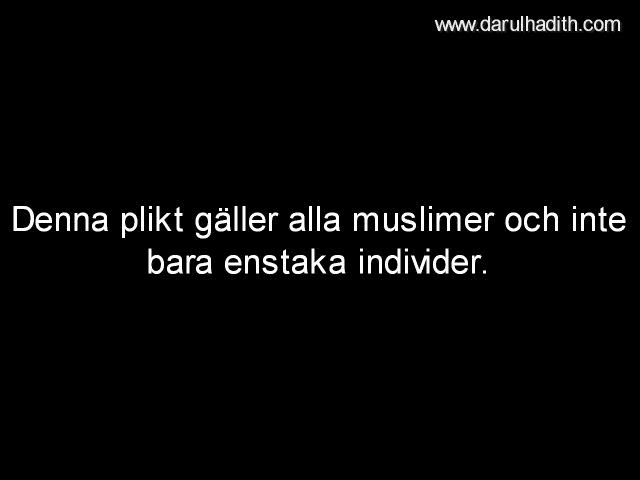 www.darulhadith.com
Denna plikt gäller alla muslimer och inte
bara enstaka individer.